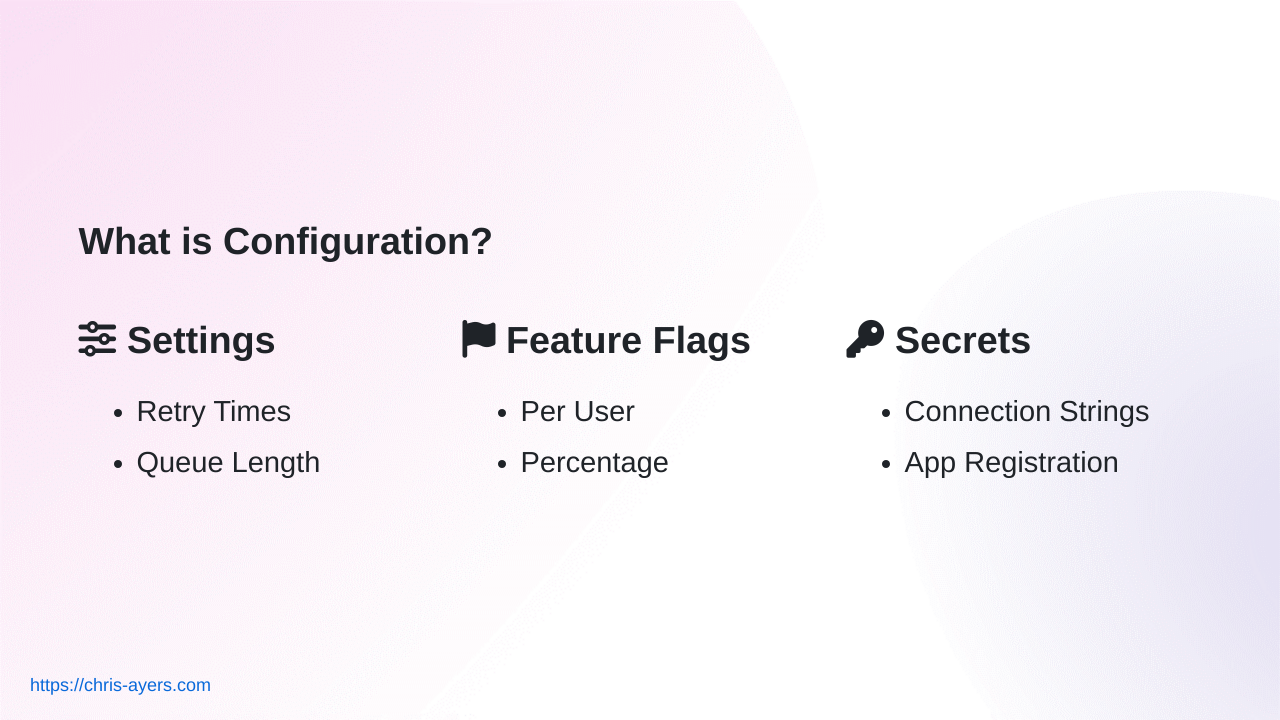 What is Configuration?
Settings
Retry Times
Queue Length
Feature Flags
Per User
Percentage
Secrets
Connection Strings
App Registration
https://chris-ayers.com